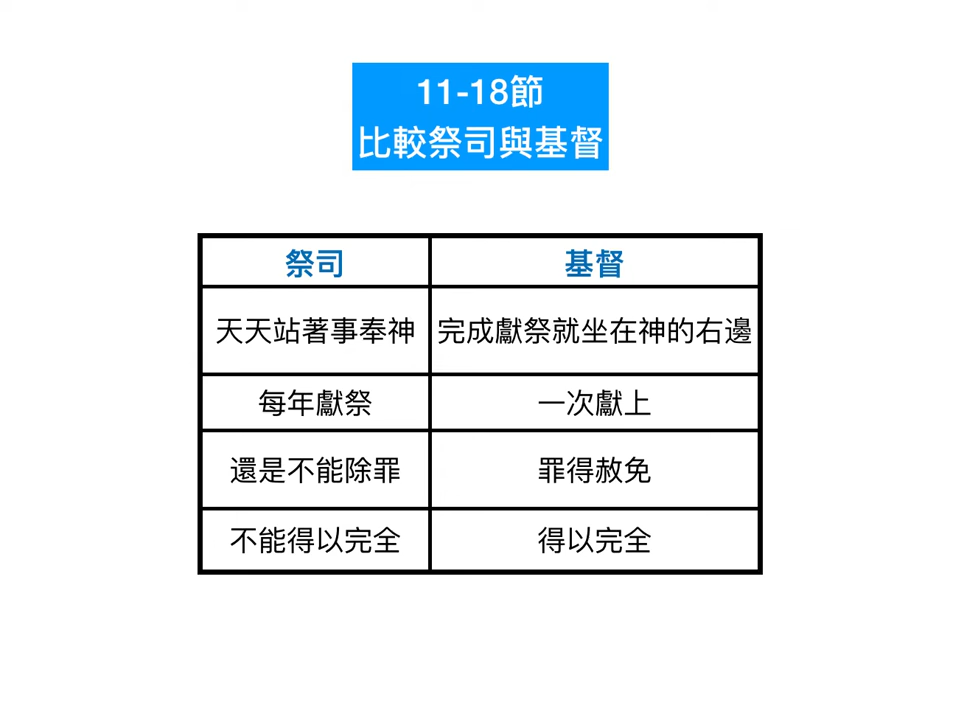 11-18節
比較祭司與基督
祭司 基督
天天站著事奉神 完成獻祭就坐在神的右邊
每年獻祭 一次獻上
還是不能除罪 罪得赦免
不能得以完全 得以完全